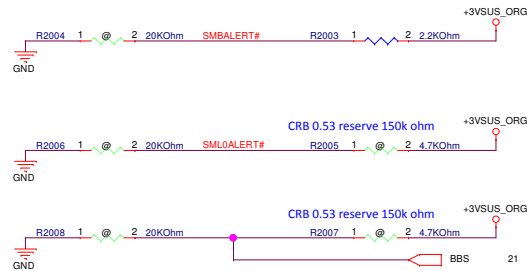 +3VSUS_ORG
R2004 1 @ 2 20KOhm SMBALERT# R2003 1 2 2.2KOhm
GND
CRB 0.53 reserve 150k ohm +3VSUS_ORG
R2006 1 @ 2 20KOhm SML0ALERT# R2005 1 @ 2 4.7KOhm
GND
CRB 0.53 reserve 150k ohm +3VSUS_ORG
R2008 1 @ 2 20KOhm R2007 1 @ 2 4.7KOhm
GND
BBS 21